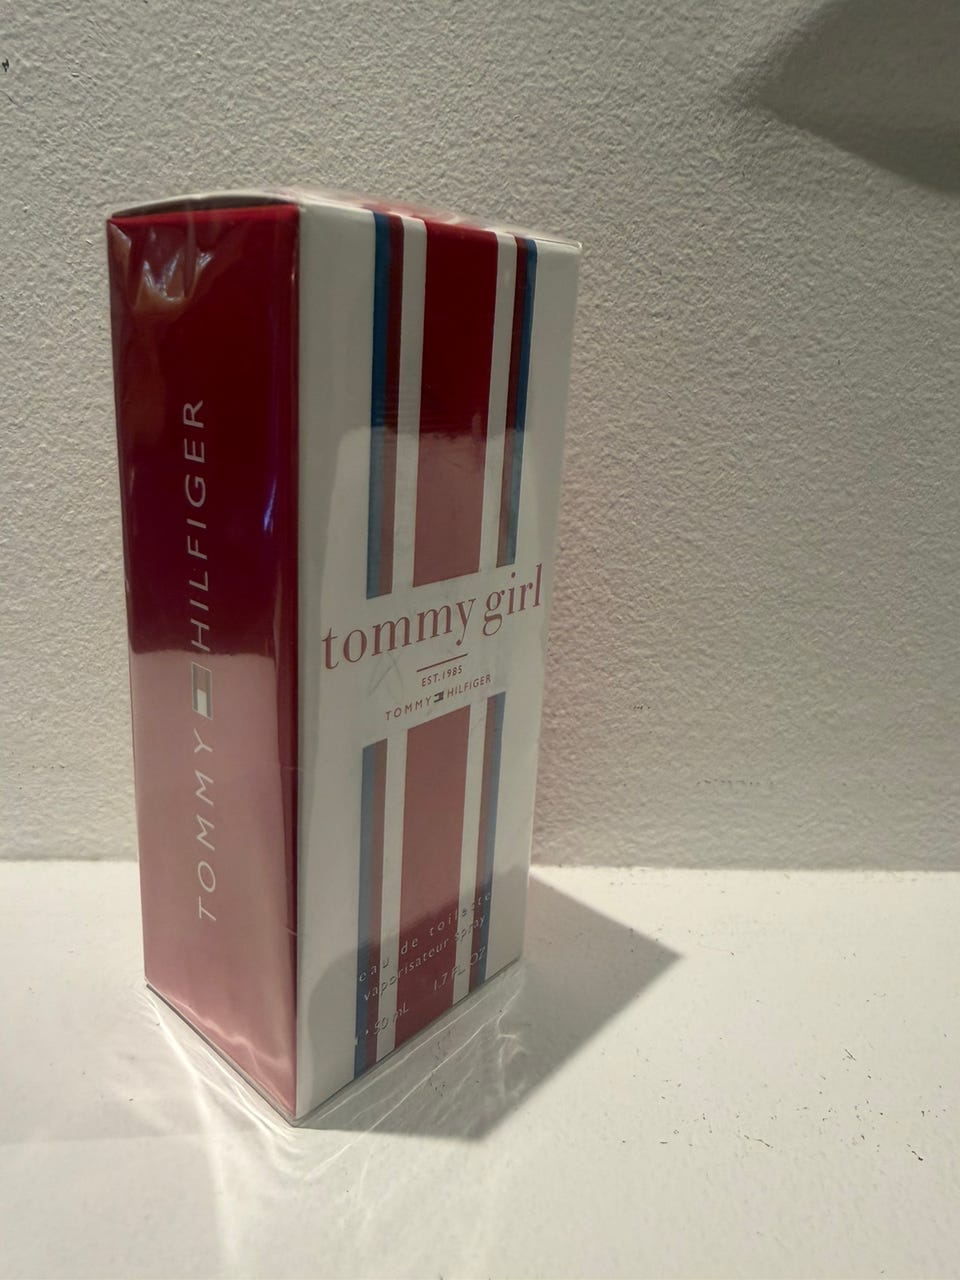 TOMMY HILFIGER
tommy girl
EST. 1985
TOMMY HILFIGER
eau de toilette
vaporisateur spray
50 mL 1.7 FL OZ